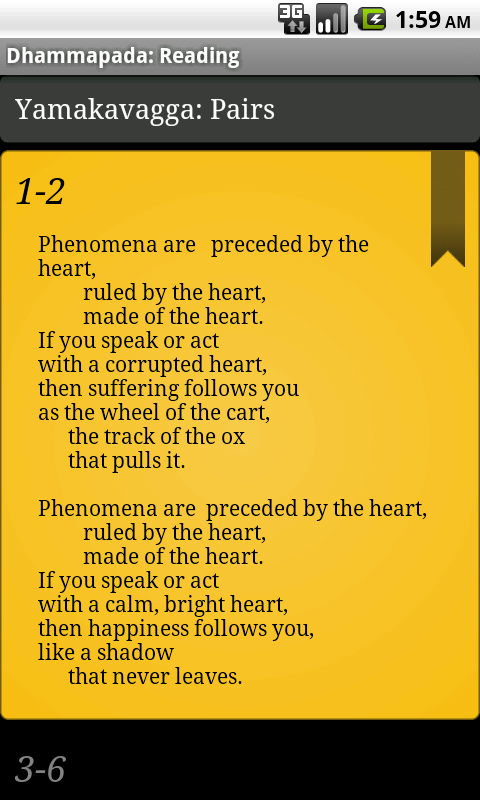 3G
1:59 AM
Dhammapada: Reading
Yamakavagga: Pairs
1-2
Phenomena are preceded by the
heart,
ruled by the heart,
made of the heart.
If you speak or act
with a corrupted heart,
then suffering follows you
as the wheel of the cart,
the track of the ox
that pulls it.
Phenomena are preceded by the heart,
ruled by the heart,
made of the heart.
If you speak or act
with a calm, bright heart,
then happiness follows you,
like a shadow
that never leaves.
3-6